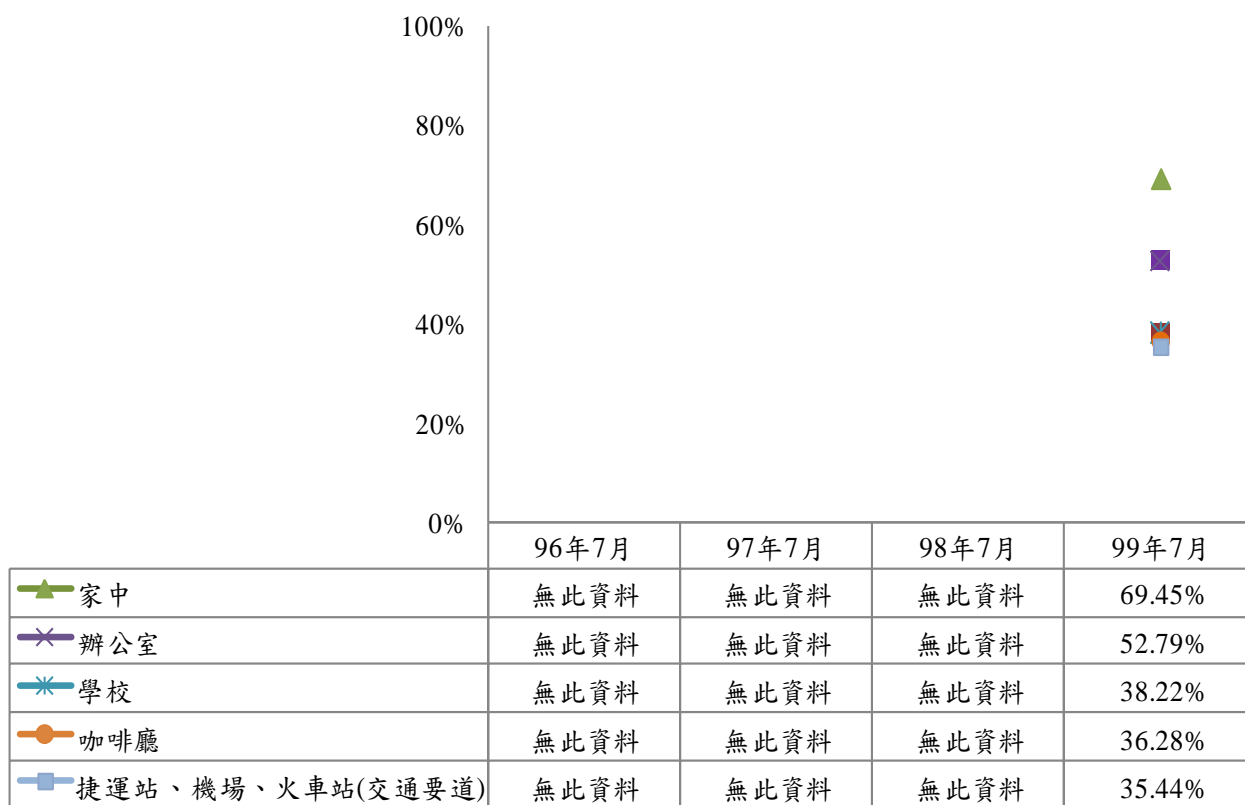 100%
80%
60%
40%
20%
0%
96年7月 97年7月 98年7月 99年7月
家中 無此資料 無此資料 無此資料 69.45%
辦公室 無此資料 無此資料 無此資料 52.79%
學校 無此資料 無此資料 無此資料 38.22%
咖啡廳 無此資料 無此資料 無此資料 36.28%
捷運站、機場、火車站(交通要道) 無此資料 無此資料 無此資料 35.44%